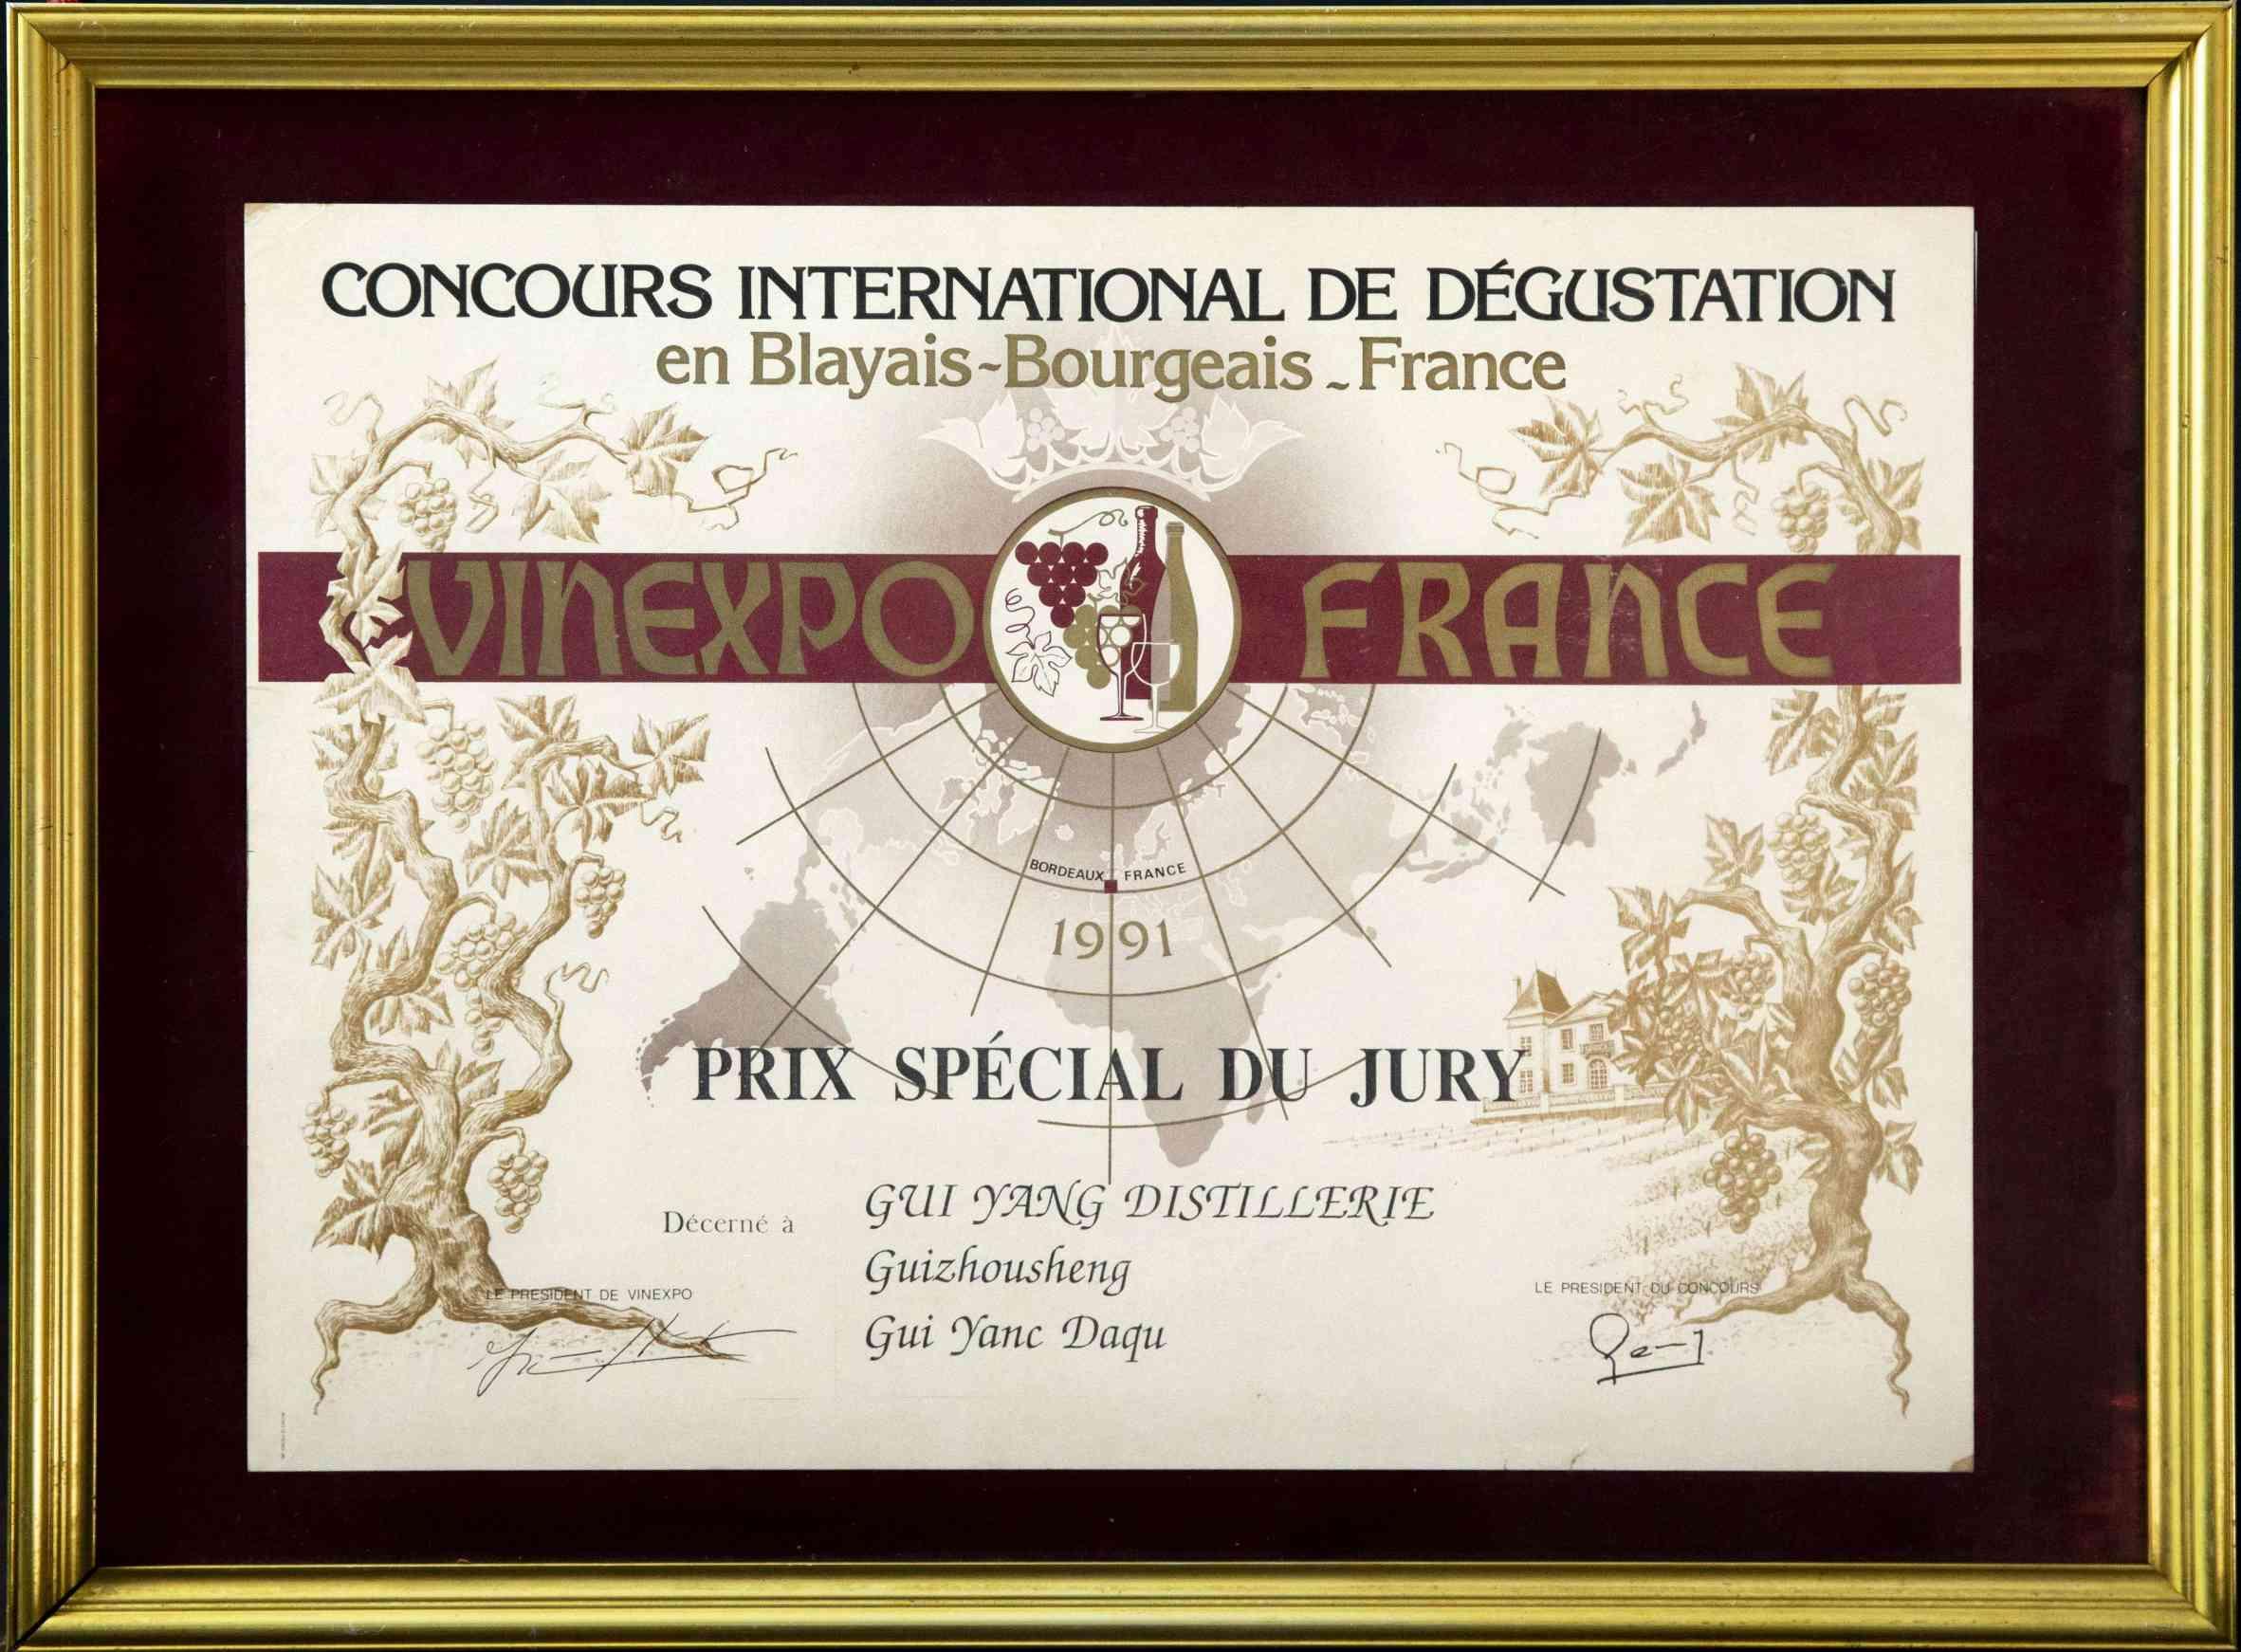 CONCOURS INTERNATIONAL DE DÉGUSTATION
en Blayais-Bourgeais - France
VINEXPO FRANCE
BORDEAUX FRANCE
1991
PRIX SPÉCIAL DU JURY
Décerné à
GUI YANG DISTILLERIE
Guizhousheng
Gui Yanc Daqu
LE PRESIDENT DE VINEXPO
LE PRESIDENT DU CONCOURS